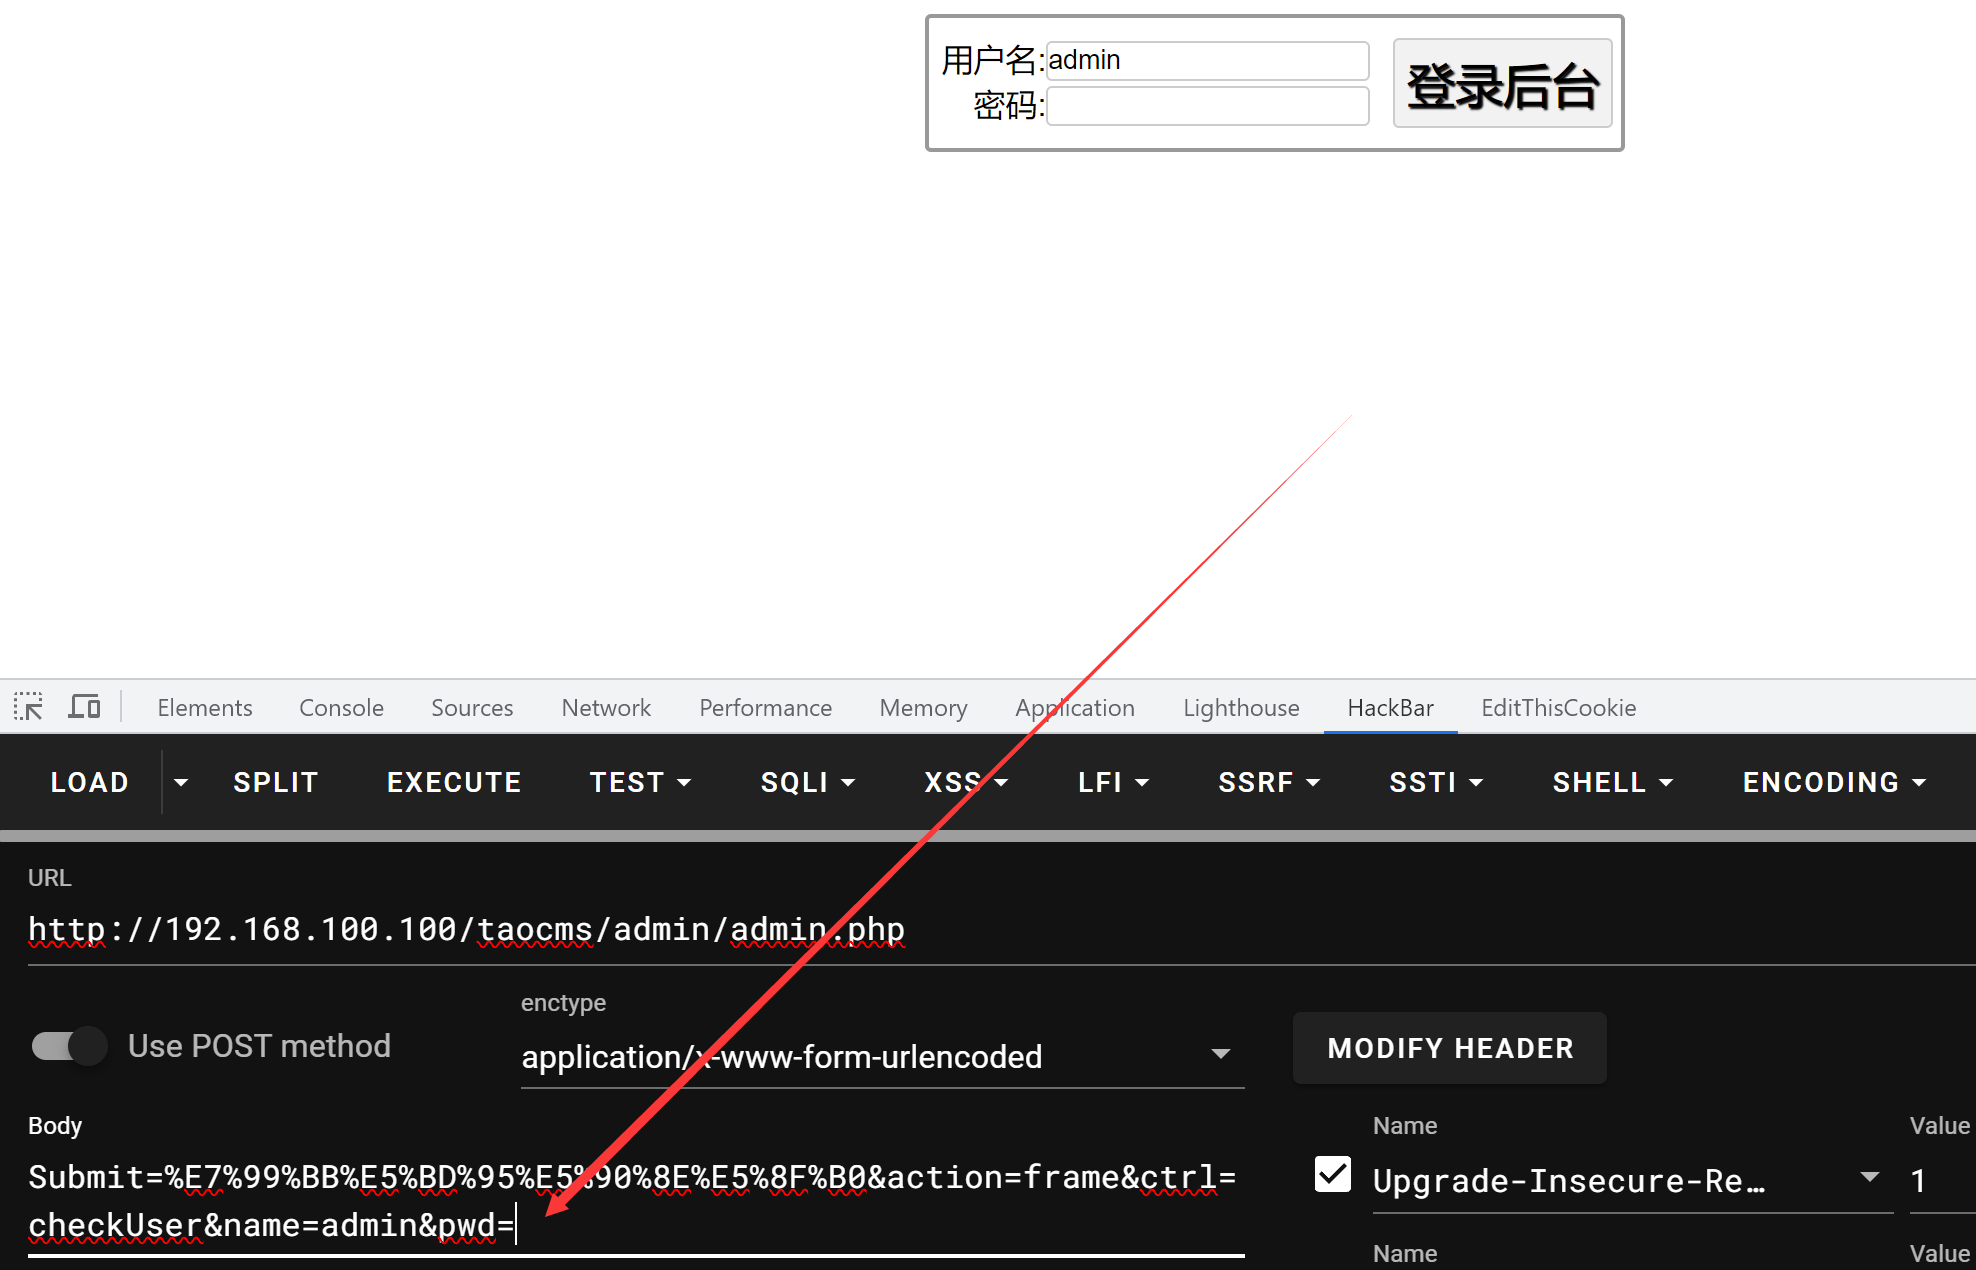 用户名:admin
密码:
登录后台
Elements Console Sources Network Performance Memory Application Lighthouse HackBar EditThisCookie
LOAD SPLIT EXECUTE TEST SQLI XSS LFI SSRF SSTI SHELL ENCODING
URL
http://192.168.100.100/taocms/admin/admin.php
Use POST method
enctype
application/x-www-form-urlencoded
MODIFY HEADER
Body
Submit=%E7%99%BB%E5%BD%95%E5%90%8E%E5%8F%B0&action=frame&ctrl=
checkUser&name=admin&pwd=
Name Value
Upgrade-Insecure-Re… 1
Name Value